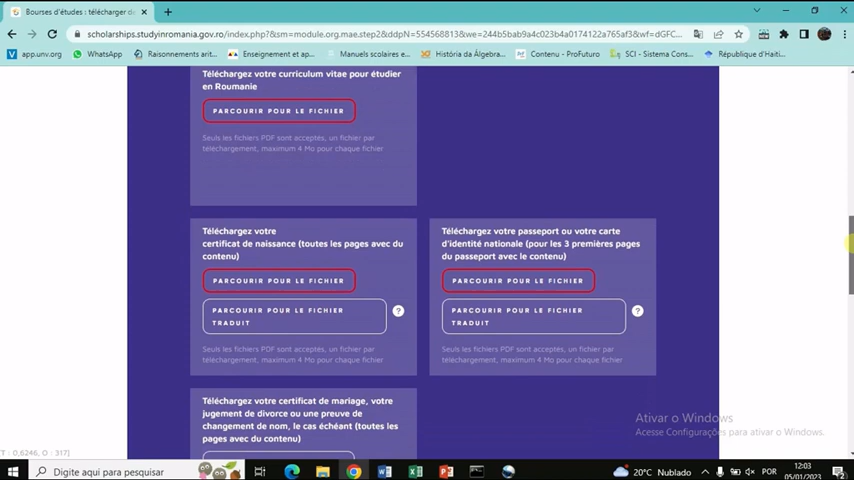 Bourses d'études : télécharger de
scholarships.studyinromania.gov.ro/index.php?&sm=module.org.mae.step2&ddpN=554568813&we=244b5bab9a4c023b4a0174122a765af3&wf=dGFC...
app.unv.org
WhatsApp
Raisonnements arit...
Enseignement et ap...
Manuels scolaires e...
História da Álgebra...
Contenu - ProFuturo
SCI - Sistema Cons...
République d'Haïti...
Téléchargez votre curriculum vitae pour étudier
en Roumanie
PARCOURIR POUR LE FICHIER
Seuls les fichiers PDF sont acceptés, un fichier par
téléchargement, maximum 4 Mo pour chaque fichier
Téléchargez votre
certificat de naissance (toutes les pages avec du
contenu)
PARCOURIR POUR LE FICHIER
PARCOURIR POUR LE FICHIER
TRADUIT
?
Seuls les fichiers PDF sont acceptés, un fichier par
téléchargement, maximum 4 Mo pour chaque fichier
Téléchargez votre passeport ou votre carte
d'identité nationale (pour les 3 premières pages
du passeport avec le contenu)
PARCOURIR POUR LE FICHIER
PARCOURIR POUR LE FICHIER
TRADUIT
?
Seuls les fichiers PDF sont acceptés, un fichier par
téléchargement, maximum 4 Mo pour chaque fichier
Téléchargez votre certificat de mariage, votre
jugement de divorce ou une preuve de
changement de nom, le cas échéant (toutes les
pages avec du contenu)
Ativar o Windows
Acesse Configurações para ativar o Windows.
T : 0,6246, O : 317]
Digite aqui para pesquisar
20°C Nublado
POR
12:03
05/01/2023